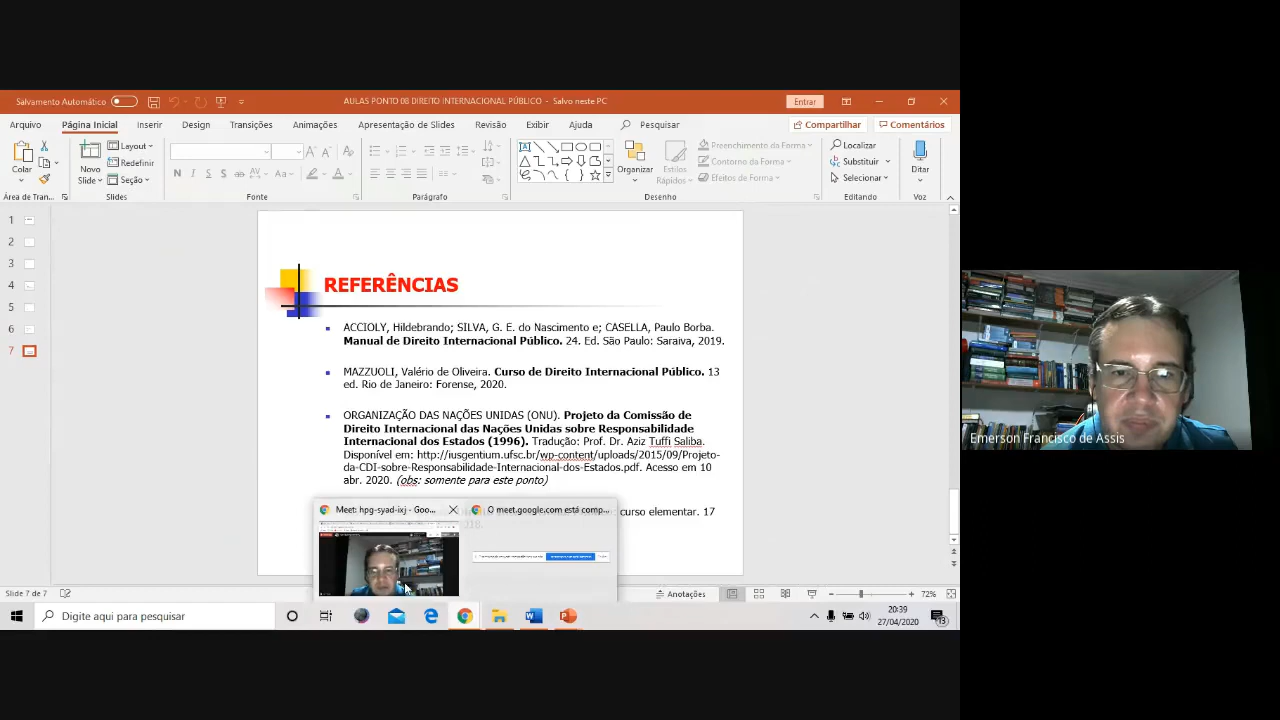 Salvamento Automático
AULAS PONTO 08 DIREITO INTERNACIONAL PÚBLICO - Salvo neste PC
Entrar
Arquivo Página Inicial Inserir Design Transições Animações Apresentação de Slides Revisão Exibir Ajuda Pesquisar
Compartilhar Comentários
Colar
Novo Slide
Layout
Redefinir
Seção
N I S S ab AV Aa
Organizar
Estilos Rápidos
Preenchimento da Forma
Contorno da Forma
Efeitos de Forma
Localizar
Substituir
Selecionar
Ditar
Área de Tran... Slides Fonte Parágrafo Desenho Editando Voz
1
2
3
4
5
6
7
REFERÊNCIAS
ACCIOLY, Hildebrando; SILVA, G. E. do Nascimento e; CASELLA, Paulo Borba.
Manual de Direito Internacional Público. 24. Ed. São Paulo: Saraiva, 2019.
MAZZUOLI, Valério de Oliveira. Curso de Direito Internacional Público. 13
ed. Rio de Janeiro: Forense, 2020.
ORGANIZAÇÃO DAS NAÇÕES UNIDAS (ONU). Projeto da Comissão de
Direito Internacional das Nações Unidas sobre Responsabilidade
Internacional dos Estados (1996). Tradução: Prof. Dr. Aziz Tuffi Saliba.
Disponível em: http://iusgentium.ufsc.br/wp-content/uploads/2015/09/Projeto-
da-CDI-sobre-Responsabilidade-Internacional-dos-Estados.pdf. Acesso em 10
abr. 2020. (obs: somente para este ponto)
curso elementar. 17
Meet: hpg-syad-ixj - Goo...
O meet.google.com está comp...
Emerson Francisco de Assis
Slide 7 de 7
Anotações
72%
Digite aqui para pesquisar
20:39
27/04/2020